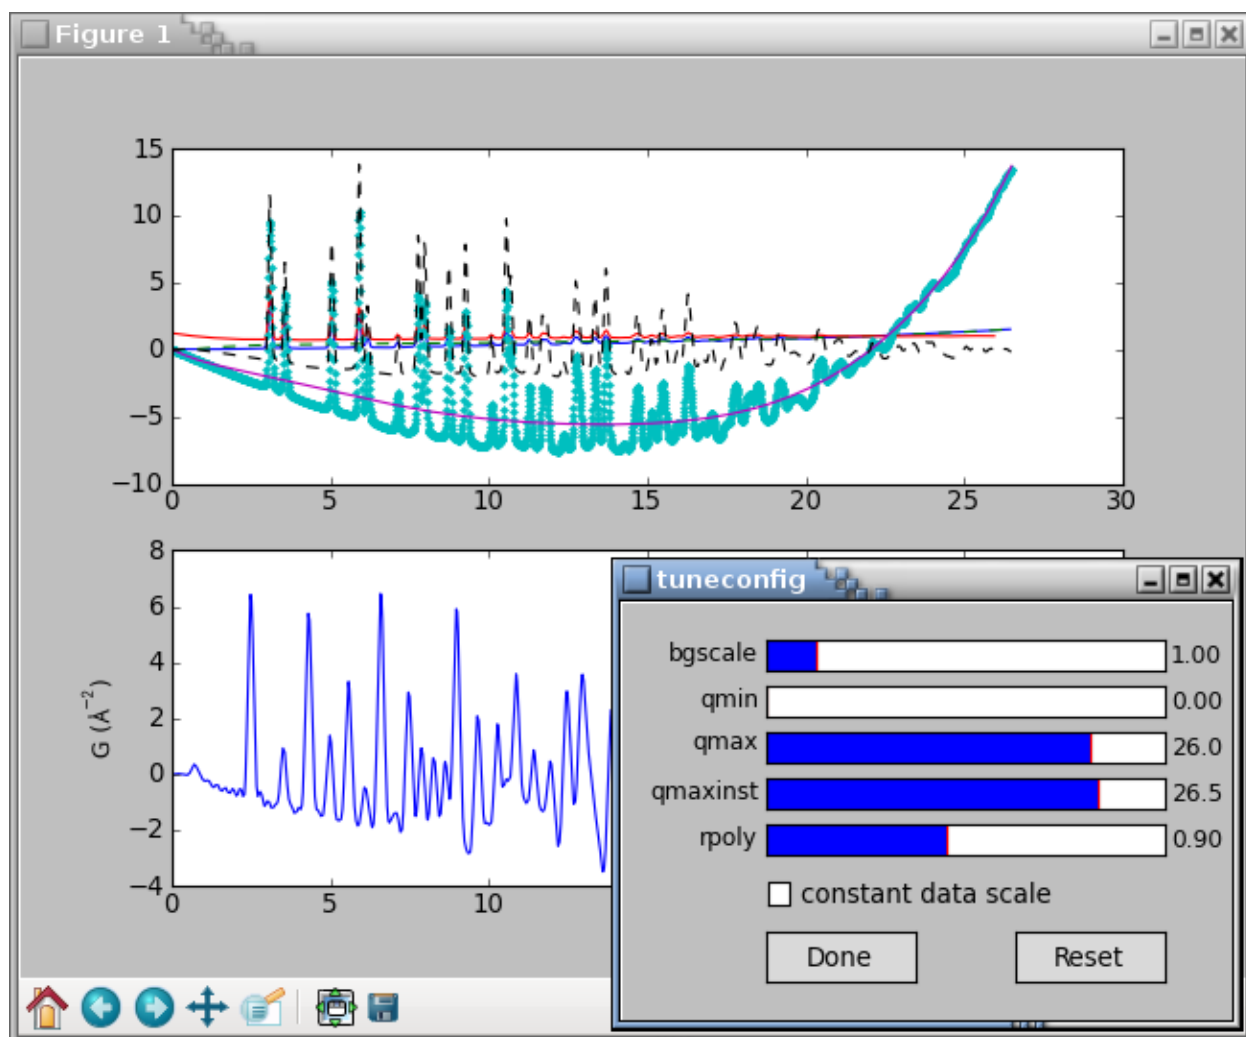 Figure 1
15
10
5
0
−5
−10
0 5 10 15 20 25 30
8
6
4
2
0
−2
−4
G (Å⁻²)
0 5 10
tuneconfig
bgscale 1.00
qmin 0.00
qmax 26.0
qmaxinst 26.5
rpoly 0.90
constant data scale
Done Reset